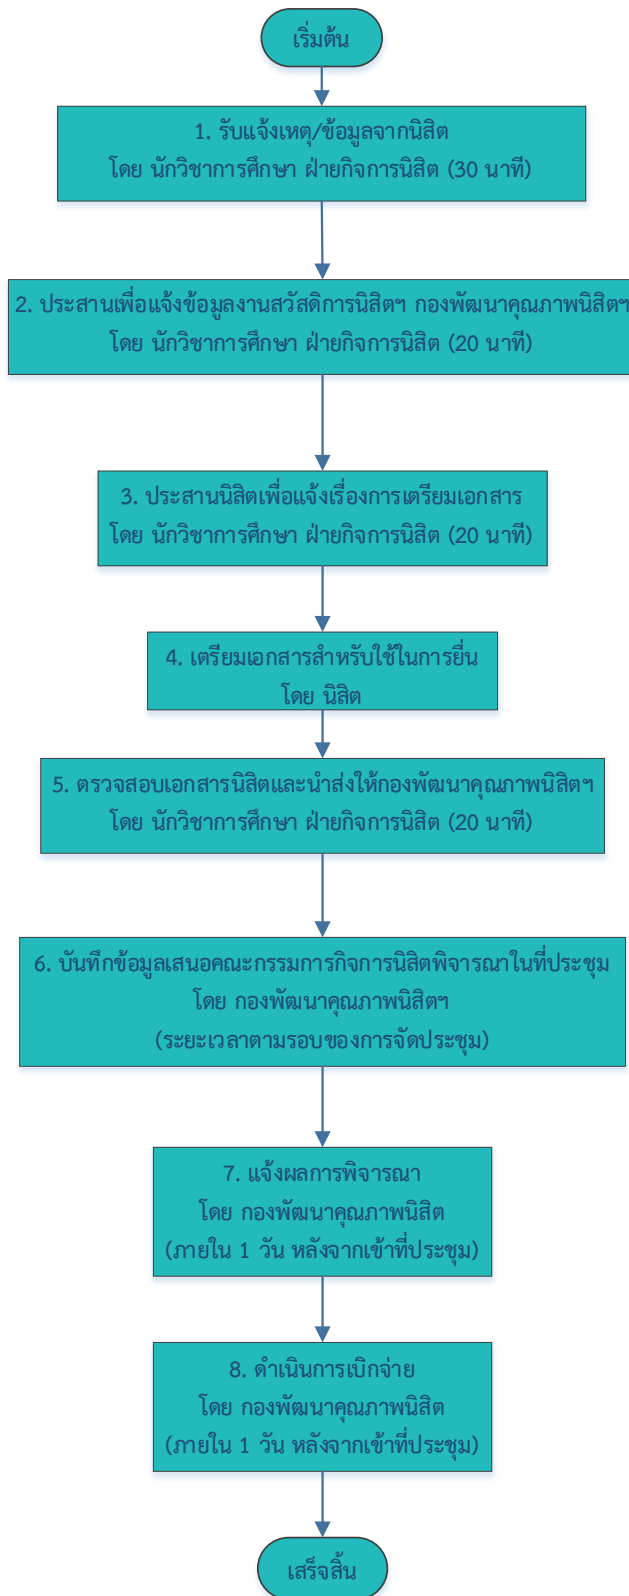 เริ่มต้น
1. รับแจ้งเหตุ/ข้อมูลจากนิสิต
โดย นักวิชาการศึกษา ฝ่ายกิจการนิสิต (30 นาที)
2. ประสานเพื่อแจ้งข้อมูลงานสวัสดิการนิสิตฯ กองพัฒนาคุณภาพนิสิตฯ
โดย นักวิชาการศึกษา ฝ่ายกิจการนิสิต (20 นาที)
3. ประสานนิสิตเพื่อแจ้งเรื่องการเตรียมเอกสาร
โดย นักวิชาการศึกษา ฝ่ายกิจการนิสิต (20 นาที)
4. เตรียมเอกสารสำหรับใช้ในการยื่น
โดย นิสิต
5. ตรวจสอบเอกสารนิสิตและนำส่งให้กองพัฒนาคุณภาพนิสิตฯ
โดย นักวิชาการศึกษา ฝ่ายกิจการนิสิต (20 นาที)
6. บันทึกข้อมูลเสนอคณะกรรมการกิจการนิสิตพิจารณาในที่ประชุม
โดย กองพัฒนาคุณภาพนิสิตฯ
(ระยะเวลาตามรอบของการจัดประชุม)
7. แจ้งผลการพิจารณา
โดย กองพัฒนาคุณภาพนิสิต
(ภายใน 1 วัน หลังจากเข้าที่ประชุม)
8. ดำเนินการเบิกจ่าย
โดย กองพัฒนาคุณภาพนิสิต
(ภายใน 1 วัน หลังจากเข้าที่ประชุม)
เสร็จสิ้น